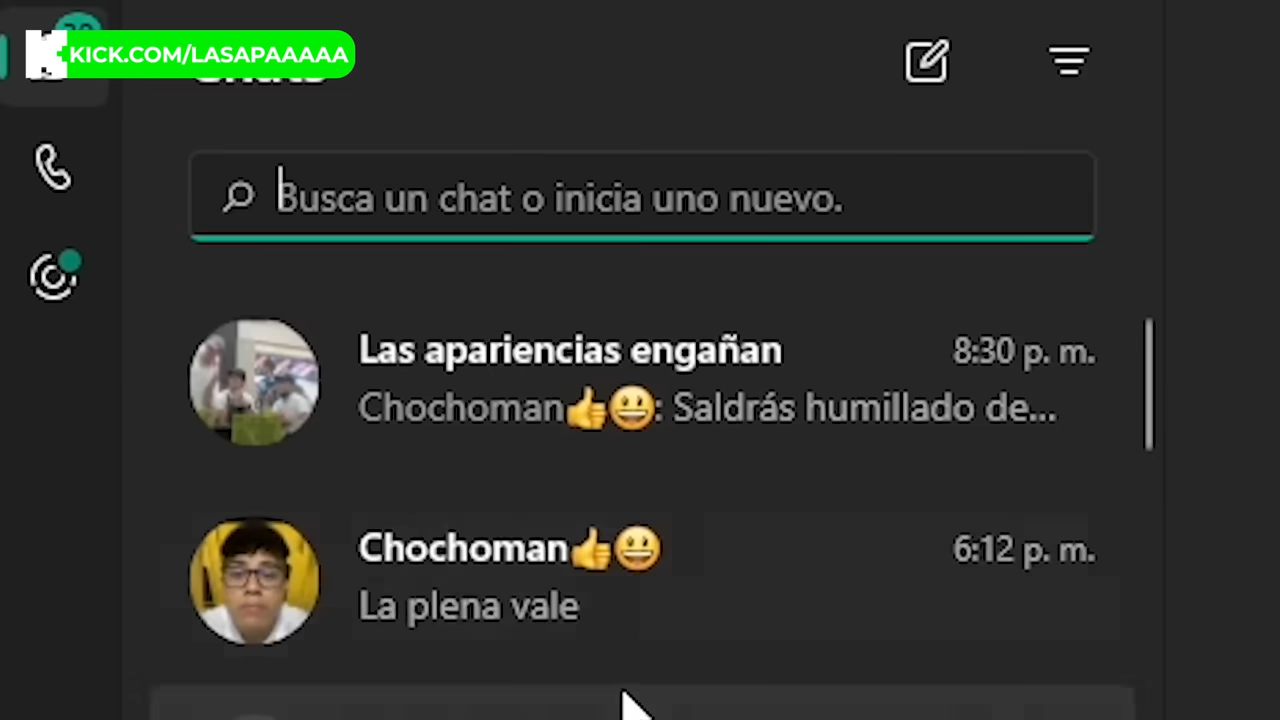 KICK.COM/LASAPAAAAA
Chats
Busca un chat o inicia uno nuevo.
Las apariencias engañan 8:30 p. m.
Chochoman👍😃: Saldrás humillado de...
Chochoman👍😃 6:12 p. m.
La plena vale